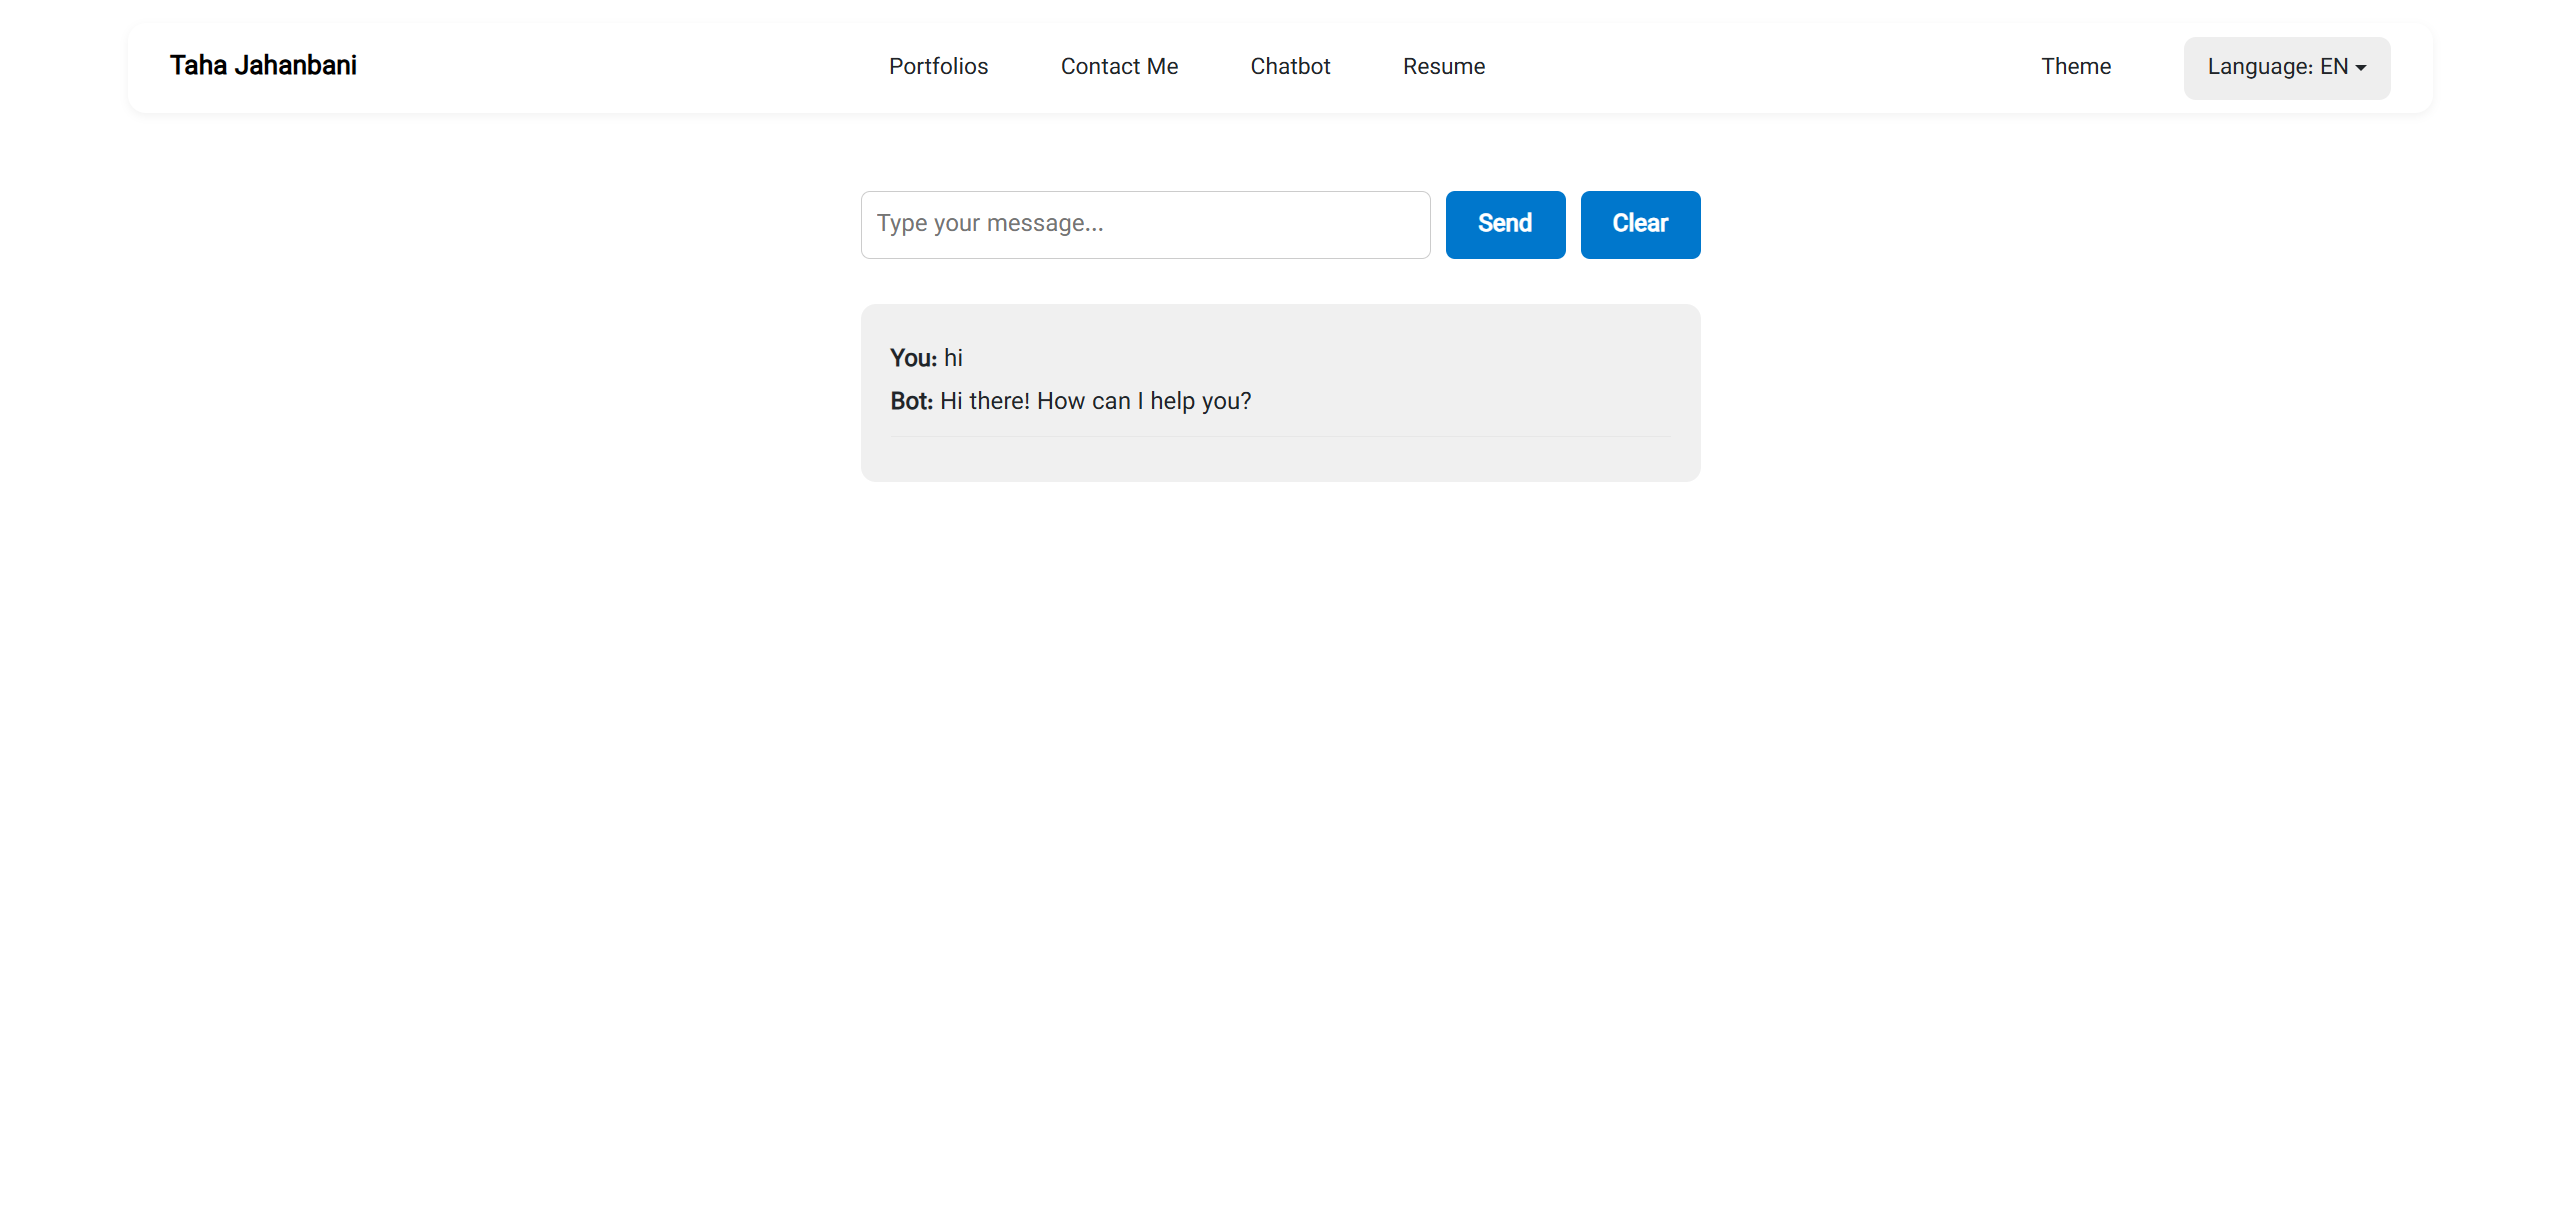 Taha Jahanbani
Portfolios
Contact Me
Chatbot
Resume
Theme
Language: EN
Type your message...
Send
Clear
You: hi
Bot: Hi there! How can I help you?